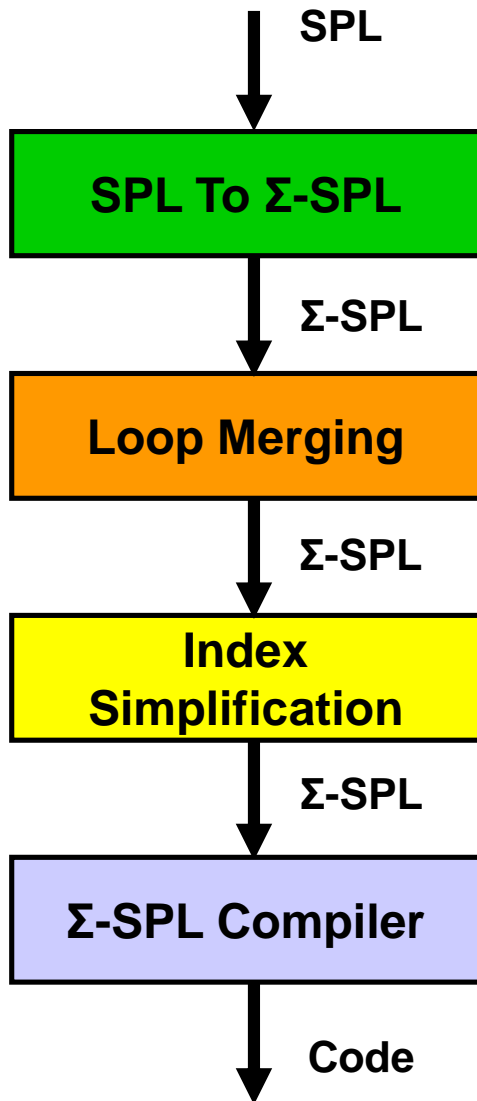 SPL
SPL To Σ-SPL
Σ-SPL
Loop Merging
Σ-SPL
Index
Simplification
Σ-SPL
Σ-SPL Compiler
Code